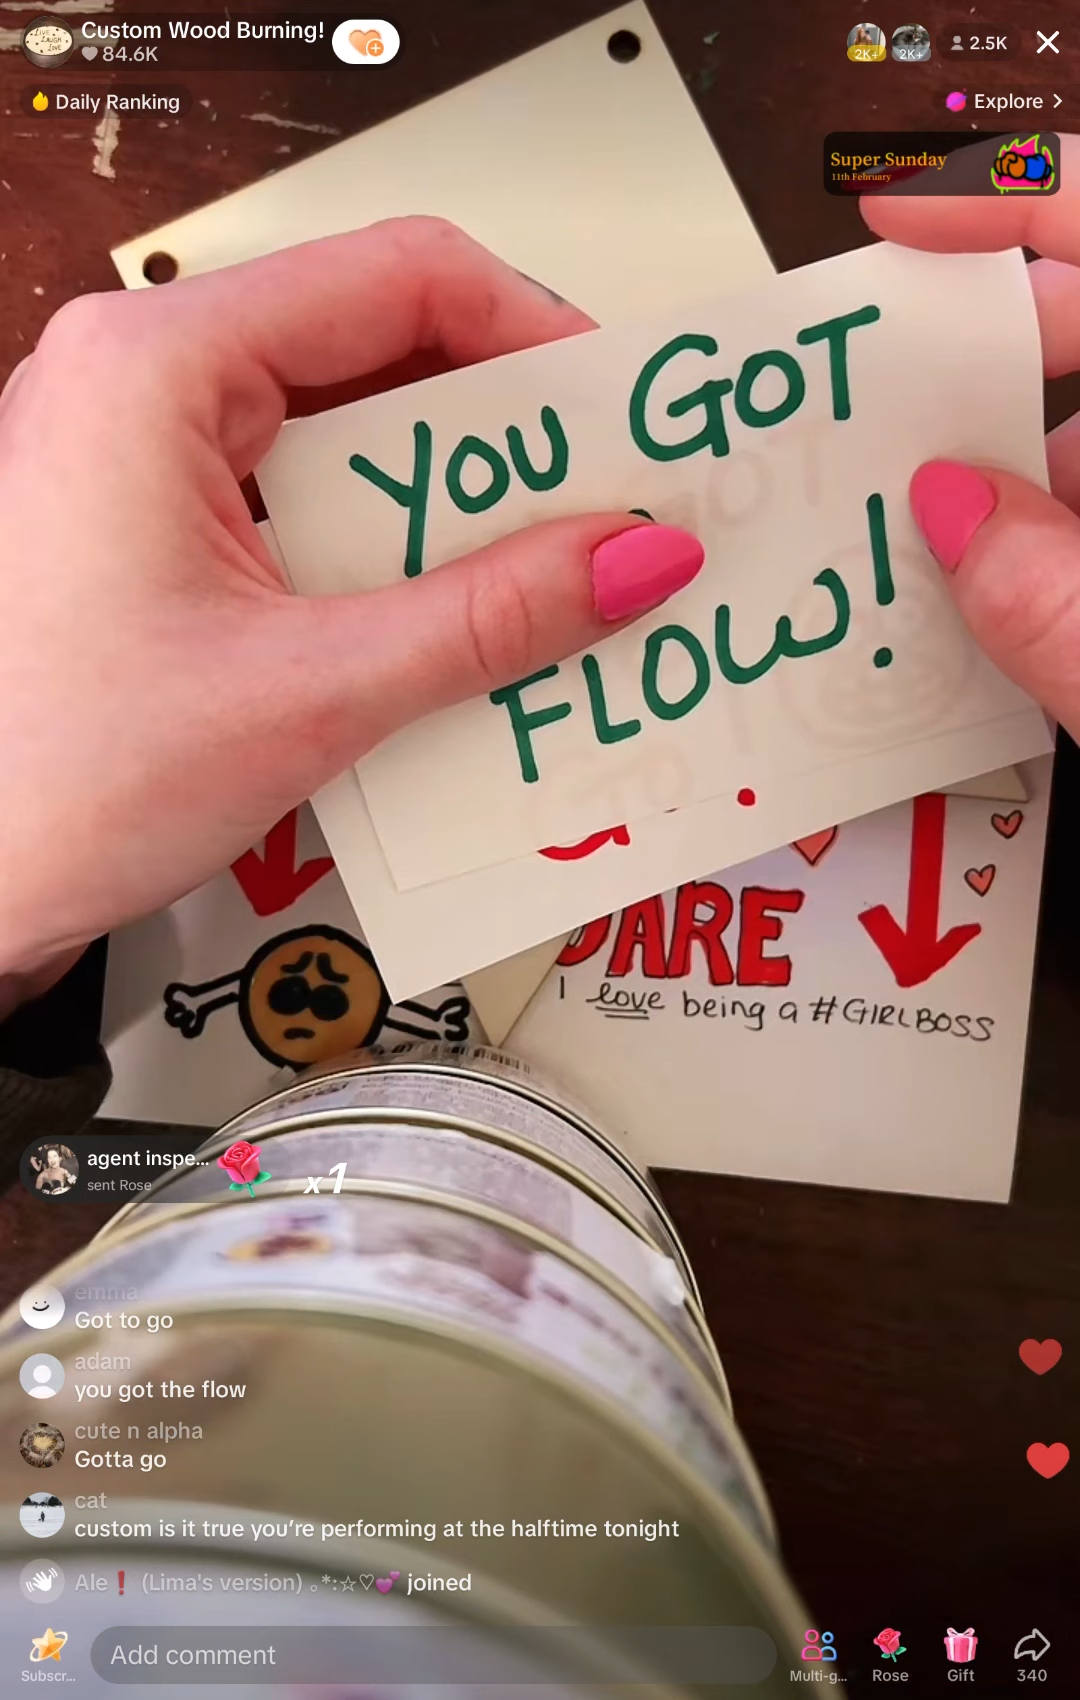 Custom Wood Burning!
84.6K
2K+
2K+
2.5K
Daily Ranking
Explore
Super Sunday
11th February
YOU GOT
FLOW!
ARE
I love being a #GIRLBOSS
agent inspe...
sent Rose
x1
emma
Got to go
adam
you got the flow
cute n alpha
Gotta go
cat
custom is it true you're performing at the halftime tonight
Ale❗ (Lima's version) ｡*:☆♡💕 joined
Subscr...
Add comment
Multi-g...
Rose
Gift
340